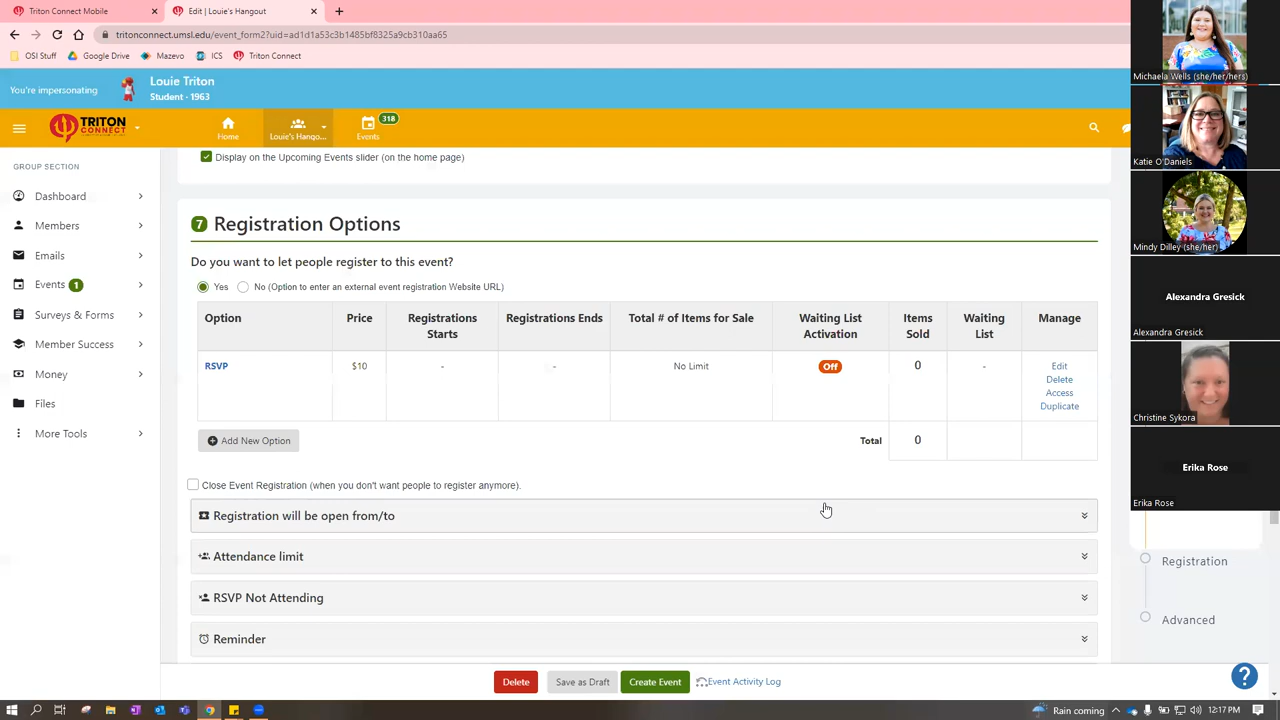 Triton Connect Mobile
Edit | Louie's Hangout
tritonconnect.umsl.edu/event_form2?uid=ad1d1a53c3b1485bf8325a9cb310aa65
OSI Stuff
Google Drive
Mazevo
ICS
Triton Connect
You're impersonating
Louie Triton
Student · 1963
TRITON
CONNECT
Home
Louie's Hango...
Events
318
GROUP SECTION
Dashboard
Members
Emails
Events 1
Surveys & Forms
Member Success
Money
Files
More Tools
Display on the Upcoming Events slider (on the home page)
7 Registration Options
Do you want to let people register to this event?
Yes
No (Option to enter an external event registration Website URL)
Option
Price
Registrations Starts
Registrations Ends
Total # of Items for Sale
Waiting List Activation
Items Sold
Waiting List
Manage
RSVP
$10
-
-
No Limit
Off
0
-
Edit
Delete
Access
Duplicate
Add New Option
Total
0
Close Event Registration (when you don't want people to register anymore).
Registration will be open from/to
Attendance limit
RSVP Not Attending
Reminder
Delete
Save as Draft
Create Event
Event Activity Log
Registration
Advanced
?
Michaela Wells (she/her/hers)
Katie O'Daniels
Mindy Dilley (she/her)
Alexandra Gresick
Alexandra Gresick
Christine Sykora
Erika Rose
Erika Rose
Rain coming
12:17 PM